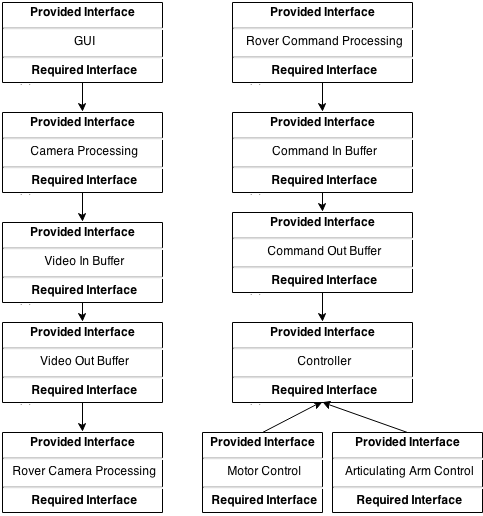 Provided Interface
GUI
Required Interface
Provided Interface
Camera Processing
Required Interface
Provided Interface
Video In Buffer
Required Interface
Provided Interface
Video Out Buffer
Required Interface
Provided Interface
Rover Camera Processing
Required Interface
Provided Interface
Rover Command Processing
Required Interface
Provided Interface
Command In Buffer
Required Interface
Provided Interface
Command Out Buffer
Required Interface
Provided Interface
Controller
Required Interface
Provided Interface
Motor Control
Required Interface
Provided Interface
Articulating Arm Control
Required Interface